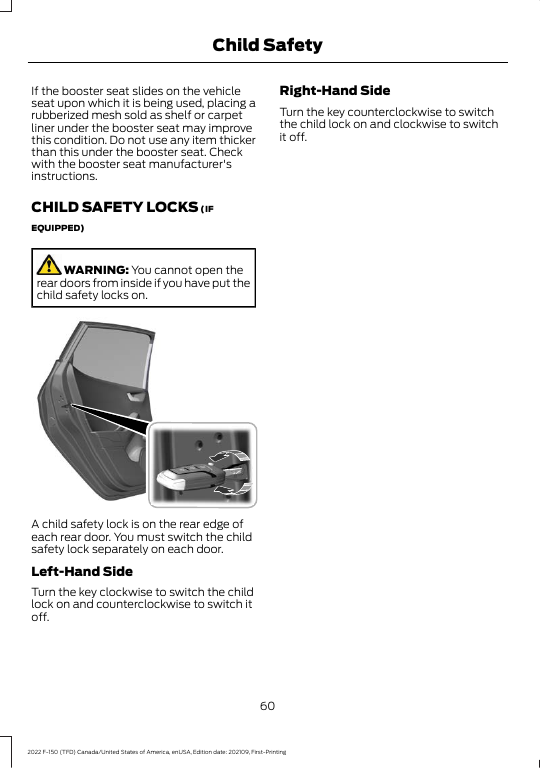 Child Safety
If the booster seat slides on the vehicle
seat upon which it is being used, placing a
rubberized mesh sold as shelf or carpet
liner under the booster seat may improve
this condition. Do not use any item thicker
than this under the booster seat. Check
with the booster seat manufacturer's
instructions.
CHILD SAFETY LOCKS (IF
EQUIPPED)
WARNING: You cannot open the
rear doors from inside if you have put the
child safety locks on.
A child safety lock is on the rear edge of
each rear door. You must switch the child
safety lock separately on each door.
Left-Hand Side
Turn the key clockwise to switch the child
lock on and counterclockwise to switch it
off.
Right-Hand Side
Turn the key counterclockwise to switch
the child lock on and clockwise to switch
it off.
60
2022 F-150 (TFD) Canada/United States of America, enUSA, Edition date: 202109, First-Printing